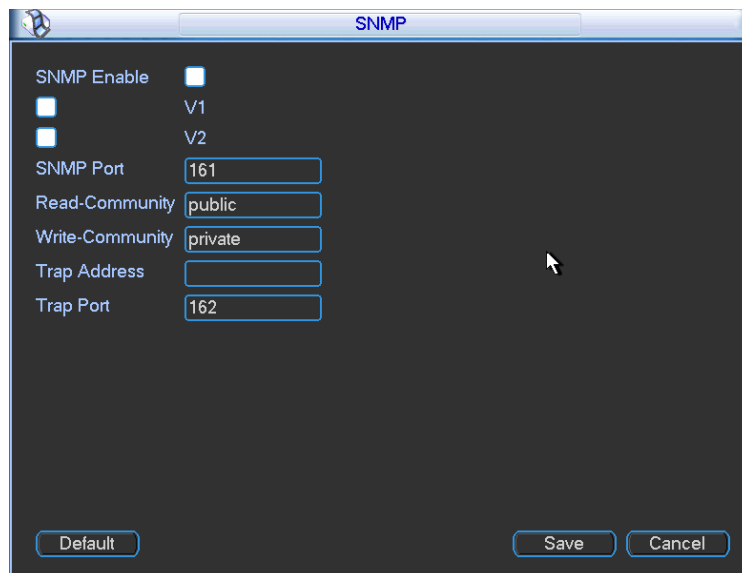 SNMP
SNMP Enable
V1
V2
SNMP Port 161
Read-Community public
Write-Community private
Trap Address
Trap Port 162
Default Save Cancel